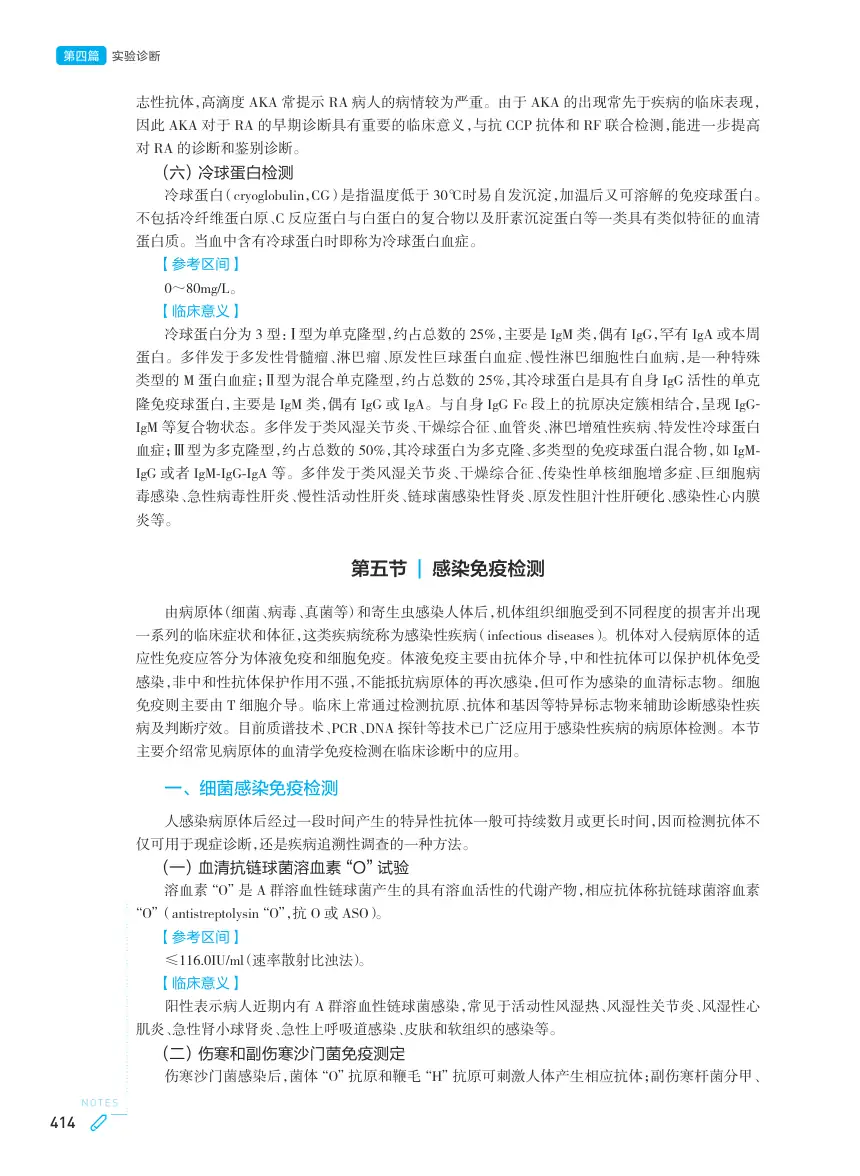 第四篇 实验诊断
志性抗体，高滴度 AKA 常提示 RA 病人的病情较为严重。由于 AKA 的出现常先于疾病的临床表现，
因此 AKA 对于 RA 的早期诊断具有重要的临床意义，与抗 CCP 抗体和 RF 联合检测，能进一步提高
对 RA 的诊断和鉴别诊断。
（六）冷球蛋白检测
冷球蛋白（cryoglobulin，CG）是指温度低于 30℃时易自发沉淀，加温后又可溶解的免疫球蛋白。
不包括冷纤维蛋白原、C 反应蛋白与白蛋白的复合物以及肝素沉淀蛋白等一类具有类似特征的血清
蛋白质。当血中含有冷球蛋白时即称为冷球蛋白血症。
【参考区间】
0～80mg/L。
【临床意义】
冷球蛋白分为 3 型：Ⅰ型为单克隆型，约占总数的 25%，主要是 IgM 类，偶有 IgG，罕有 IgA 或本周
蛋白。多伴发于多发性骨髓瘤、淋巴瘤、原发性巨球蛋白血症、慢性淋巴细胞性白血病，是一种特殊
类型的 M 蛋白血症；Ⅱ型为混合单克隆型，约占总数的 25%，其冷球蛋白是具有自身 IgG 活性的单克
隆免疫球蛋白，主要是 IgM 类，偶有 IgG 或 IgA。与自身 IgG Fc 段上的抗原决定簇相结合，呈现 IgG-
IgM 等复合物状态。多伴发于类风湿关节炎、干燥综合征、血管炎、淋巴增殖性疾病、特发性冷球蛋白
血症；Ⅲ型为多克隆型，约占总数的 50%，其冷球蛋白为多克隆、多类型的免疫球蛋白混合物，如 IgM-
IgG 或者 IgM-IgG-IgA 等。多伴发于类风湿关节炎、干燥综合征、传染性单核细胞增多症、巨细胞病
毒感染、急性病毒性肝炎、慢性活动性肝炎、链球菌感染性肾炎、原发性胆汁性肝硬化、感染性心内膜
炎等。
第五节 | 感染免疫检测
由病原体（细菌、病毒、真菌等）和寄生虫感染人体后，机体组织细胞受到不同程度的损害并出现
一系列的临床症状和体征，这类疾病统称为感染性疾病（infectious diseases）。机体对入侵病原体的适
应性免疫应答分为体液免疫和细胞免疫。体液免疫主要由抗体介导，中和性抗体可以保护机体免受
感染，非中和性抗体保护作用不强，不能抵抗病原体的再次感染，但可作为感染的血清标志物。细胞
免疫则主要由 T 细胞介导。临床上常通过检测抗原、抗体和基因等特异标志物来辅助诊断感染性疾
病及判断疗效。目前质谱技术、PCR、DNA 探针等技术已广泛应用于感染性疾病的病原体检测。本节
主要介绍常见病原体的血清学免疫检测在临床诊断中的应用。
一、细菌感染免疫检测
人感染病原体后经过一段时间产生的特异性抗体一般可持续数月或更长时间，因而检测抗体不
仅可用于现症诊断，还是疾病追溯性调查的一种方法。
（一）血清抗链球菌溶血素 “O” 试验
溶血素 “O” 是 A 群溶血性链球菌产生的具有溶血活性的代谢产物，相应抗体称抗链球菌溶血素
“O”（antistreptolysin “O”，抗 O 或 ASO）。
【参考区间】
≤116.0IU/ml（速率散射比浊法）。
【临床意义】
阳性表示病人近期内有 A 群溶血性链球菌感染，常见于活动性风湿热、风湿性关节炎、风湿性心
肌炎、急性肾小球肾炎、急性上呼吸道感染、皮肤和软组织的感染等。
（二）伤寒和副伤寒沙门菌免疫测定
伤寒沙门菌感染后，菌体 “O” 抗原和鞭毛 “H” 抗原可刺激人体产生相应抗体；副伤寒杆菌分甲、
NOTES
414